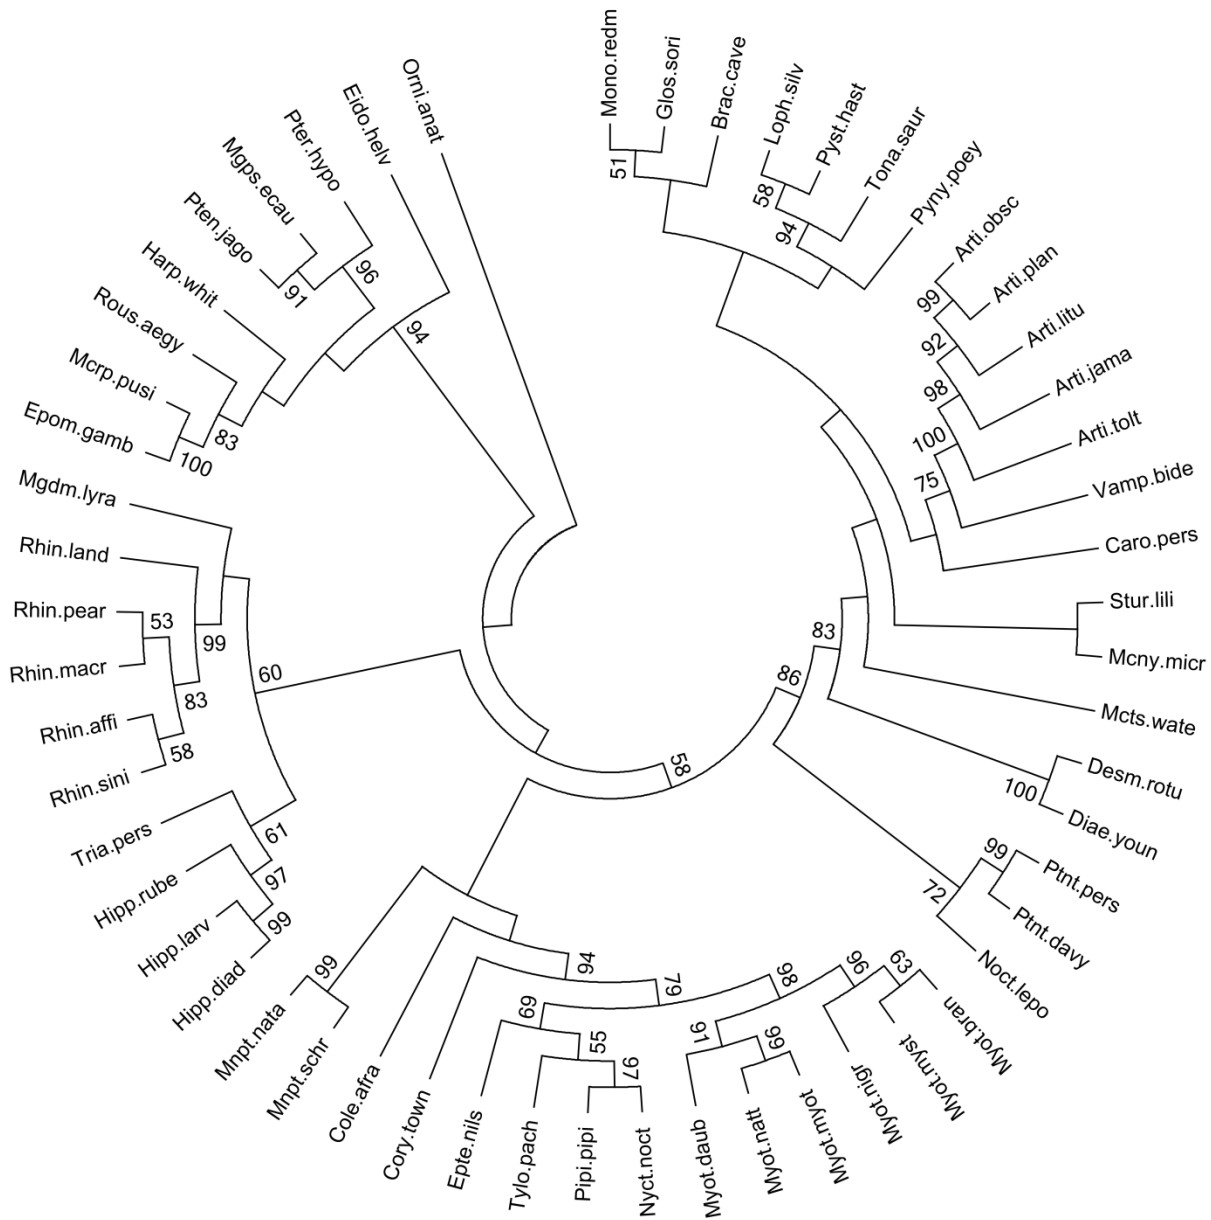 Mono.redm
Glos.sori
Brac.cave
Loph.silv
Pyst.hast
Tona.saur
Pyny.poey
Arti.obsc
Arti.plan
Arti.litu
Arti.jama
Arti.tolt
Vamp.bide
Caro.pers
Stur.lili
Mcny.micr
Mcts.wate
Desm.rotu
Diae.youn
Ptnt.pers
Ptnt.davy
Noct.lepo
Myot.bran
Myot.myst
Myot.nigr
Myot.myot
Myot.natt
Myot.daub
Nyct.noct
Pipi.pipi
Tylo.pach
Epte.nils
Cory.town
Cole.afra
Mnpt.schr
Mnpt.nata
Hipp.diad
Hipp.larv
Hipp.rube
Tria.pers
Rhin.sini
Rhin.affi
Rhin.macr
Rhin.pear
Rhin.land
Mgdm.lyra
Epom.gamb
Mcrp.pusi
Rous.aegy
Harp.whit
Pten.jago
Mgps.ecau
Pter.hypo
Eido.helv
Orni.anat
51
58
94
99
92
98
100
75
83
86
100
99
72
63
96
98
66
91
79
94
69
55
97
58
99
99
97
61
60
58
83
53
99
100
83
91
96
94